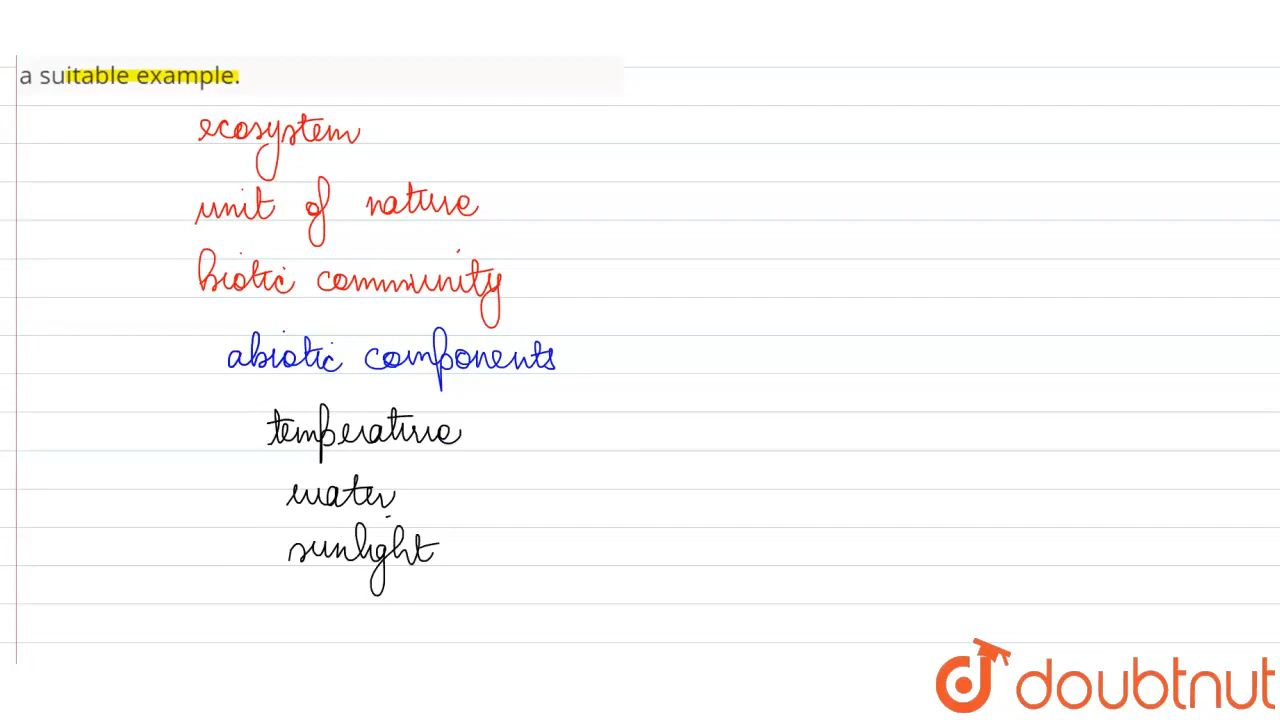 a suitable example.
ecosystem
unit of nature
biotic community
abiotic components
temperature
water
sunlight
doubtnut